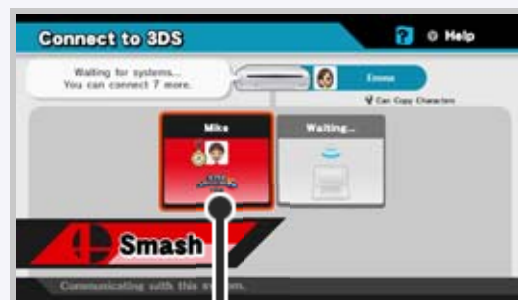 Connect to 3DS
? Help
Waiting for systems...
You can connect 7 more.
Emma
Can Copy Characters
Mike
Waiting...
Smash
Communicating with this system.